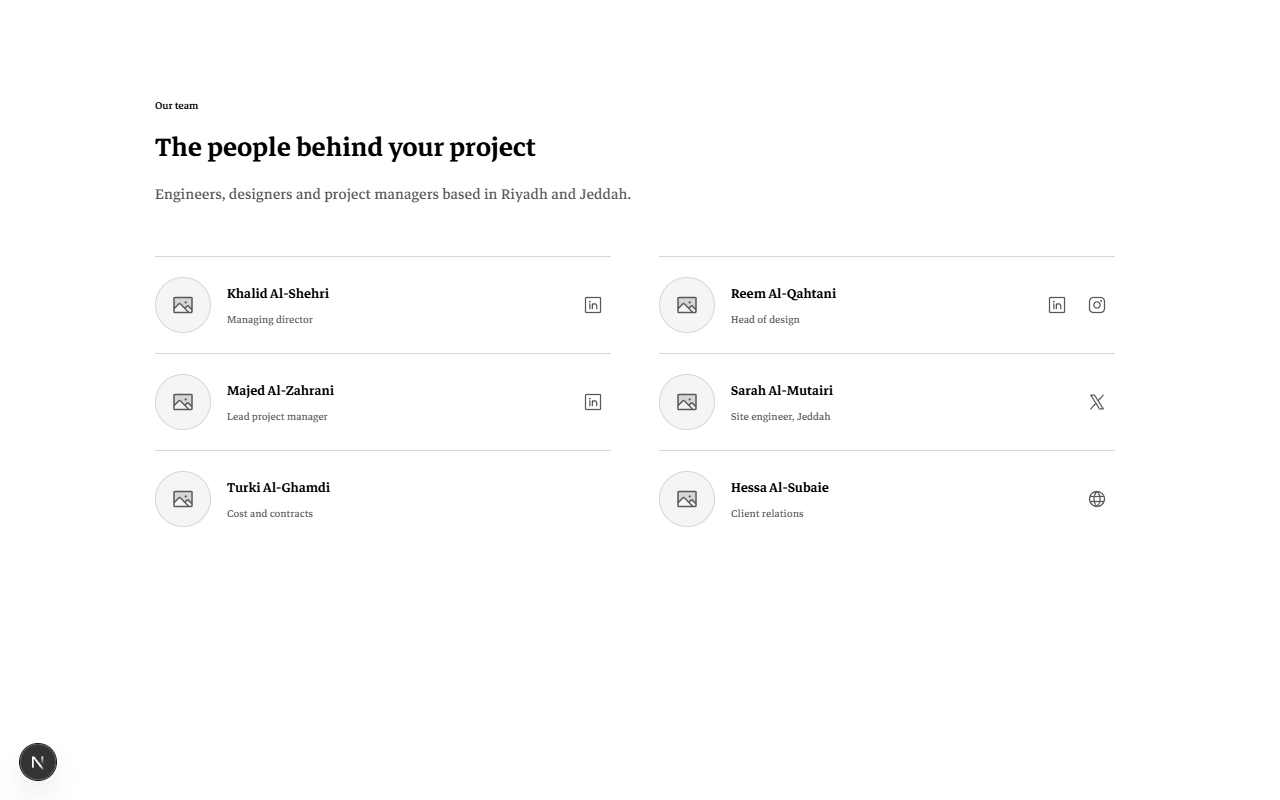 Our team
The people behind your project
Engineers, designers and project managers based in Riyadh and Jeddah.
Khalid Al-Shehri
Managing director
Reem Al-Qahtani
Head of design
Majed Al-Zahrani
Lead project manager
Sarah Al-Mutairi
Site engineer, Jeddah
Turki Al-Ghamdi
Cost and contracts
Hessa Al-Subaie
Client relations